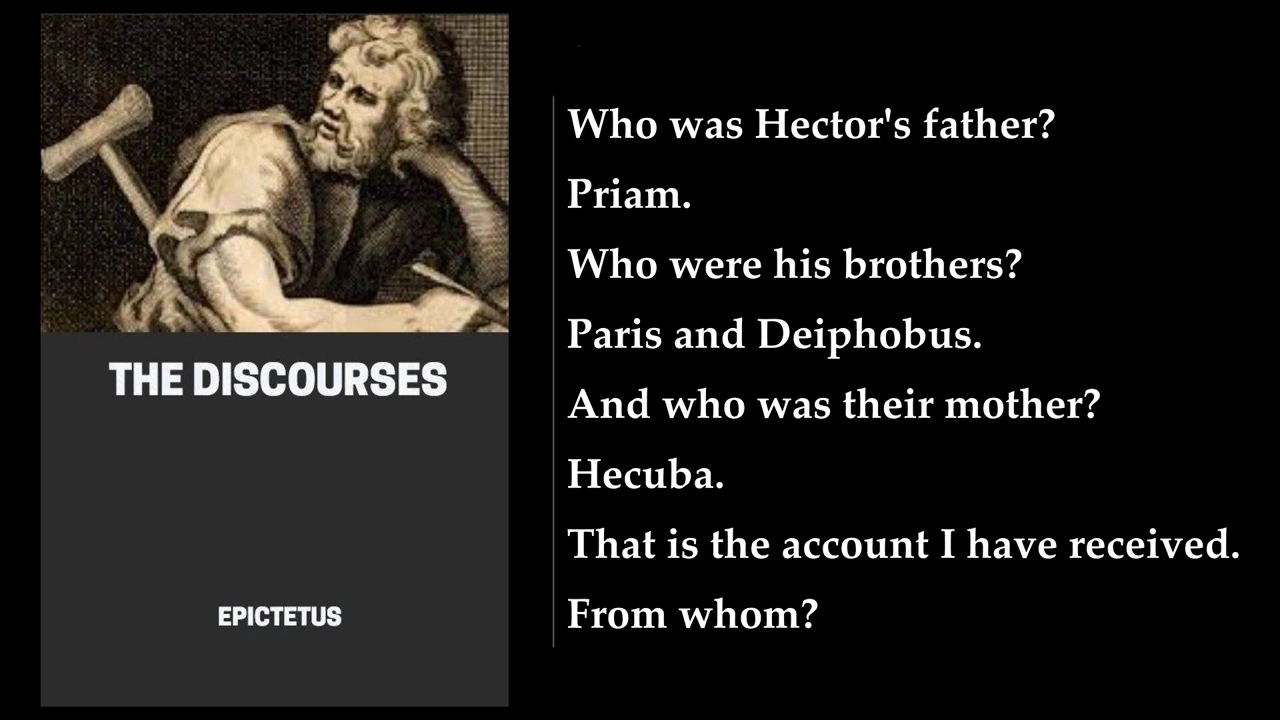 THE DISCOURSES
EPICTETUS
Who was Hector's father?
Priam.
Who were his brothers?
Paris and Deiphobus.
And who was their mother?
Hecuba.
That is the account I have received.
From whom?